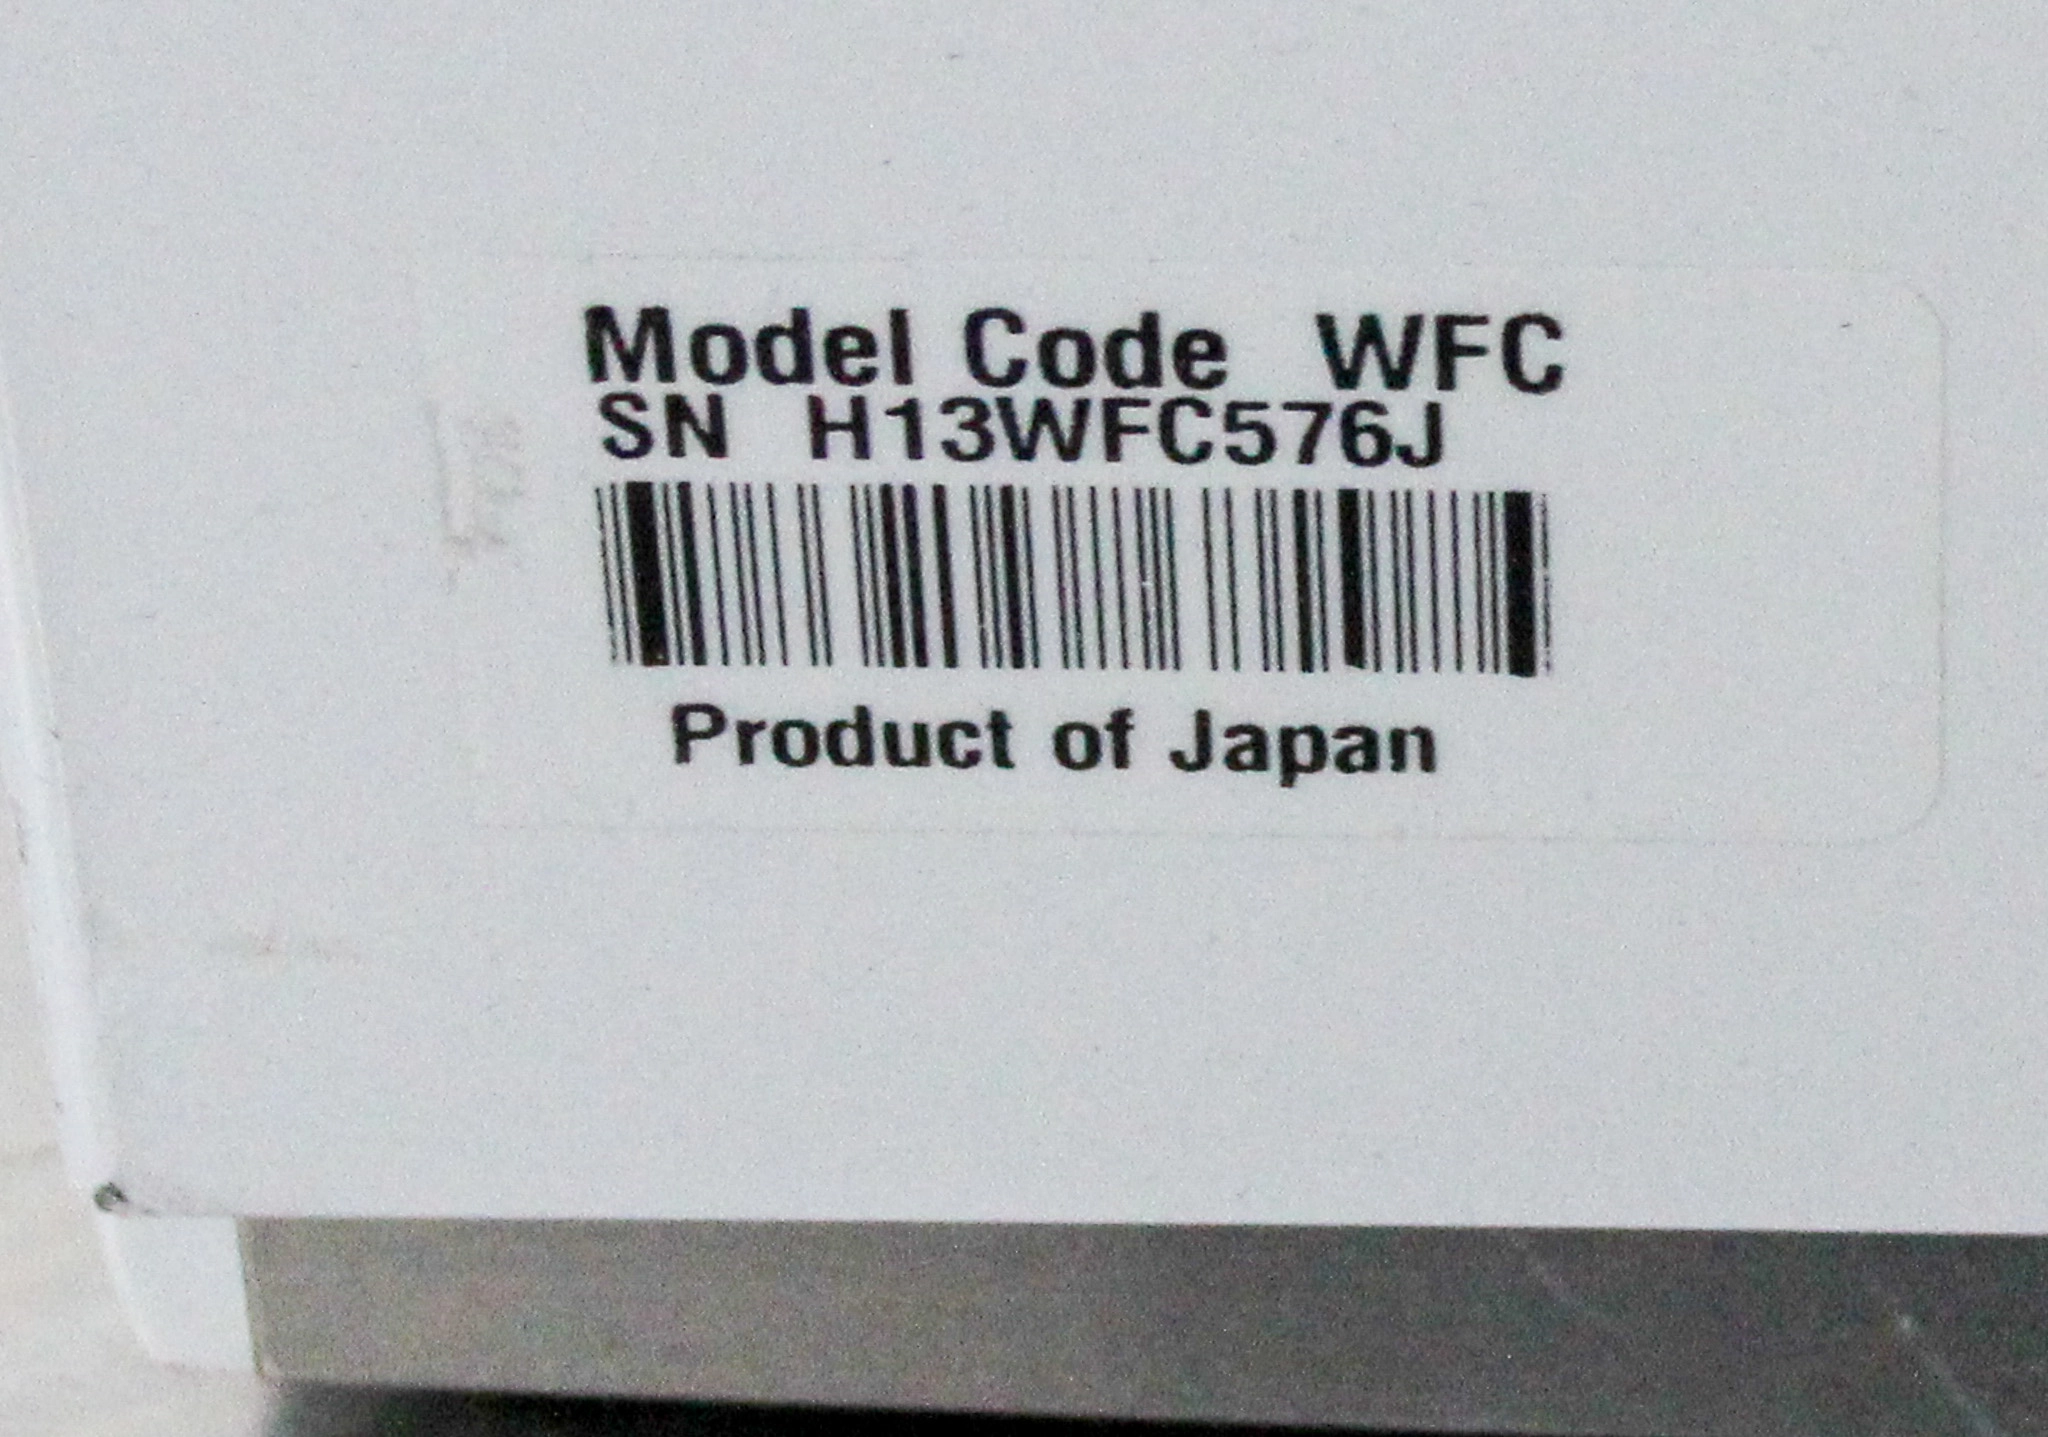 Model Code WFC
SN H13WFC576J
Product of Japan